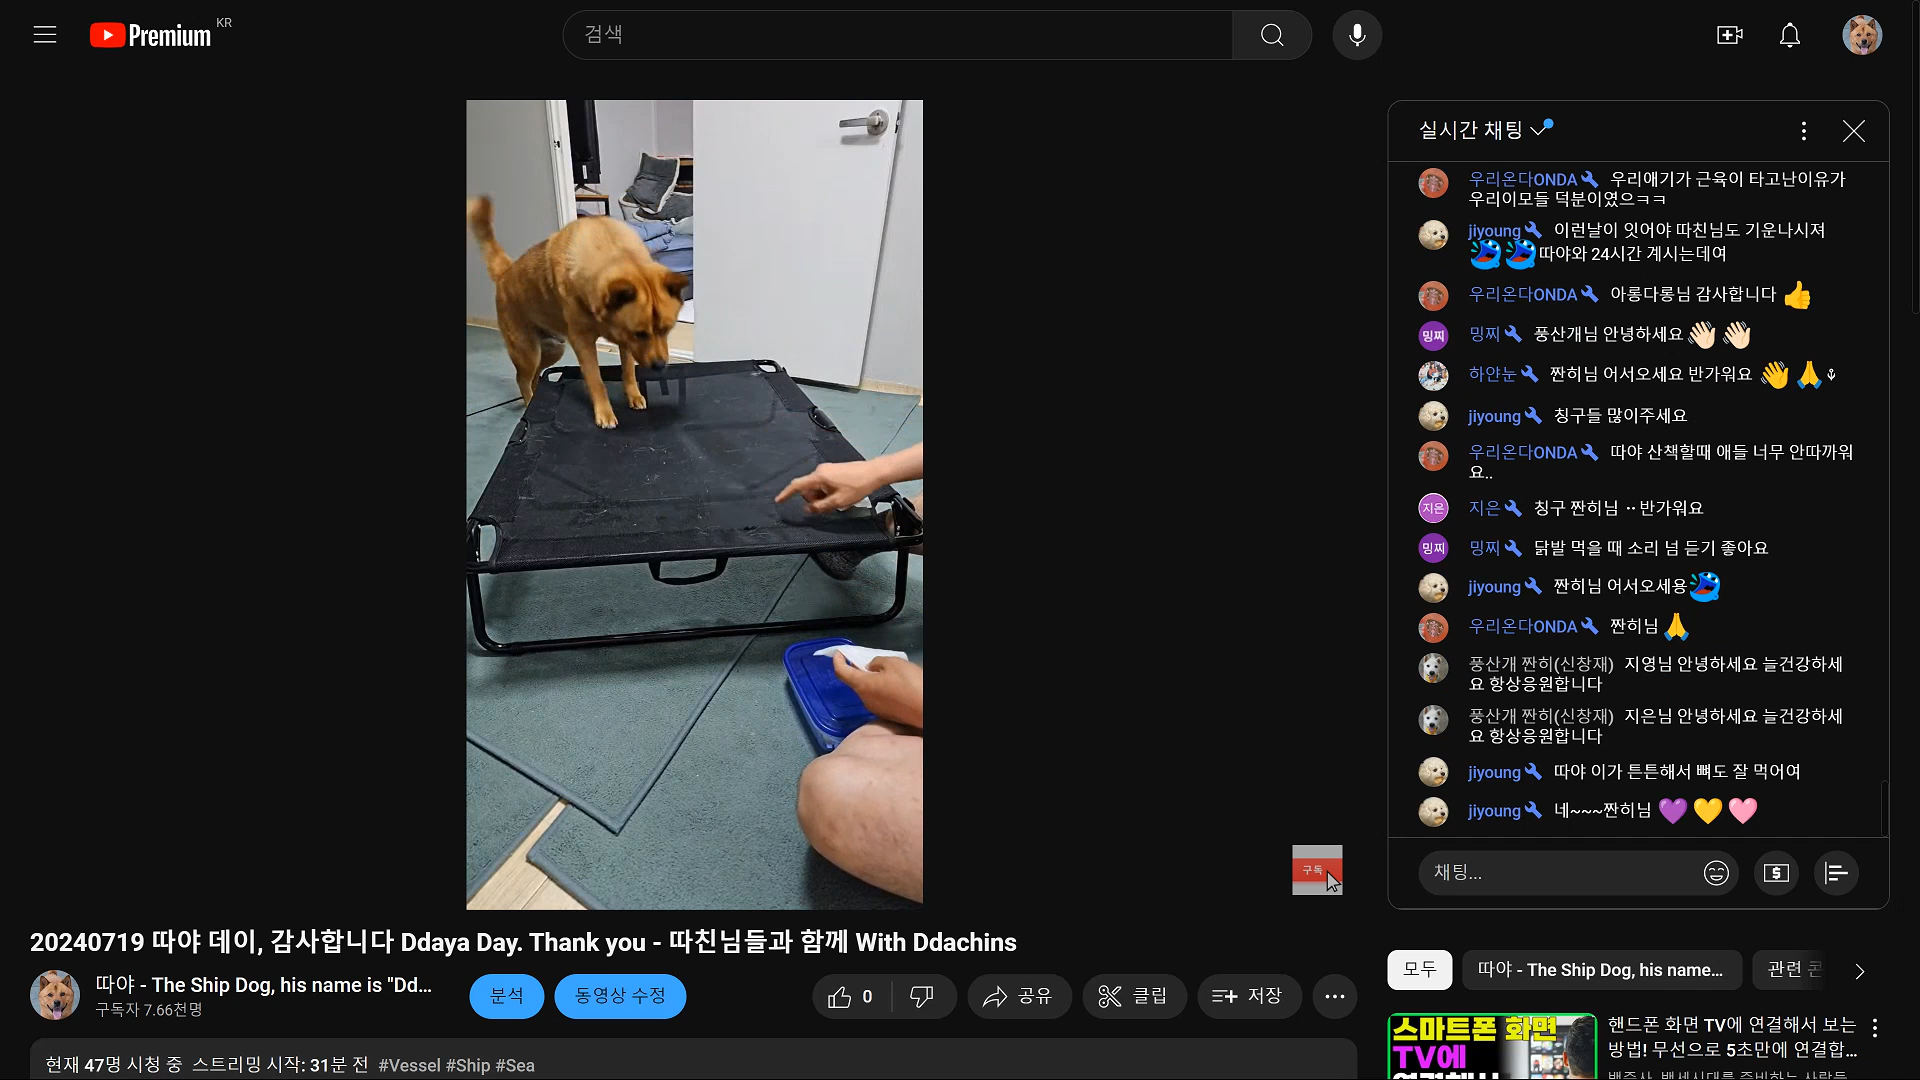 Premium KR
검색
실시간 채팅
우리온다ONDA 우리애기가 근육이 타고난이유가
우리이모들 덕분이였으ㅋㅋ
jiyoung 이런날이 잇어야 따친님도 기운나시져
따야와 24시간 계시는데여
우리온다ONDA 아롱다롱님 감사합니다
밍찌 밍찌 풍산개님 안녕하세요
하얀눈 짠히님 어서오세요 반가워요
jiyoung 칭구들 많이주세요
우리온다ONDA 따야 산책할때 애들 너무 안따까워
요..
지은 지은 칭구 짠히님 ··반가워요
밍찌 밍찌 닭발 먹을 때 소리 넘 듣기 좋아요
jiyoung 짠히님 어서오세용
우리온다ONDA 짠히님
풍산개 짠히(신창재) 지영님 안녕하세요 늘건강하세
요 항상응원합니다
풍산개 짠히(신창재) 지은님 안녕하세요 늘건강하세
요 항상응원합니다
jiyoung 따야 이가 튼튼해서 뼈도 잘 먹어여
jiyoung 네~~~짠히님
채팅...
구독
20240719 따야 데이, 감사합니다 Ddaya Day. Thank you - 따친님들과 함께 With Ddachins
따야 - The Ship Dog, his name is "Dd...
구독자 7.66천명
분석
동영상 수정
0
공유
클립
저장
현재 47명 시청 중 스트리밍 시작: 31분 전 #Vessel #Ship #Sea
모두
따야 - The Ship Dog, his name...
관련
스마트폰 화면
TV에
핸드폰 화면 TV에 연결해서 보는
방법! 무선으로 5초만에 연결합...